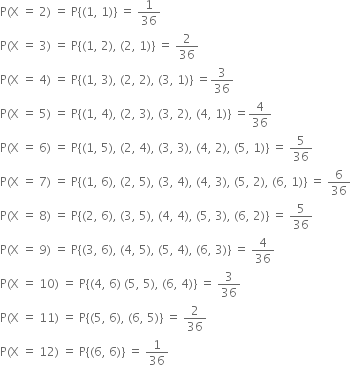 P(X = 2) = P{(1, 1)} = 1/36
P(X = 3) = P{(1, 2), (2, 1)} = 2/36
P(X = 4) = P{(1, 3), (2, 2), (3, 1)} = 3/36
P(X = 5) = P{(1, 4), (2, 3), (3, 2), (4, 1)} = 4/36
P(X = 6) = P{(1, 5), (2, 4), (3, 3), (4, 2), (5, 1)} = 5/36
P(X = 7) = P{(1, 6), (2, 5), (3, 4), (4, 3), (5, 2), (6, 1)} = 6/36
P(X = 8) = P{(2, 6), (3, 5), (4, 4), (5, 3), (6, 2)} = 5/36
P(X = 9) = P{(3, 6), (4, 5), (5, 4), (6, 3)} = 4/36
P(X = 10) = P{(4, 6) (5, 5), (6, 4)} = 3/36
P(X = 11) = P{(5, 6), (6, 5)} = 2/36
P(X = 12) = P{(6, 6)} = 1/36